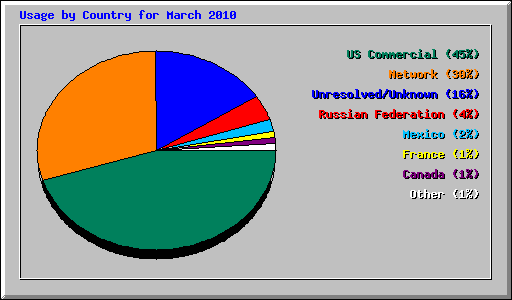 Usage by Country for March 2010
US Commercial (45%)
Network (30%)
Unresolved/Unknown (16%)
Russian Federation (4%)
Mexico (2%)
France (1%)
Canada (1%)
Other (1%)